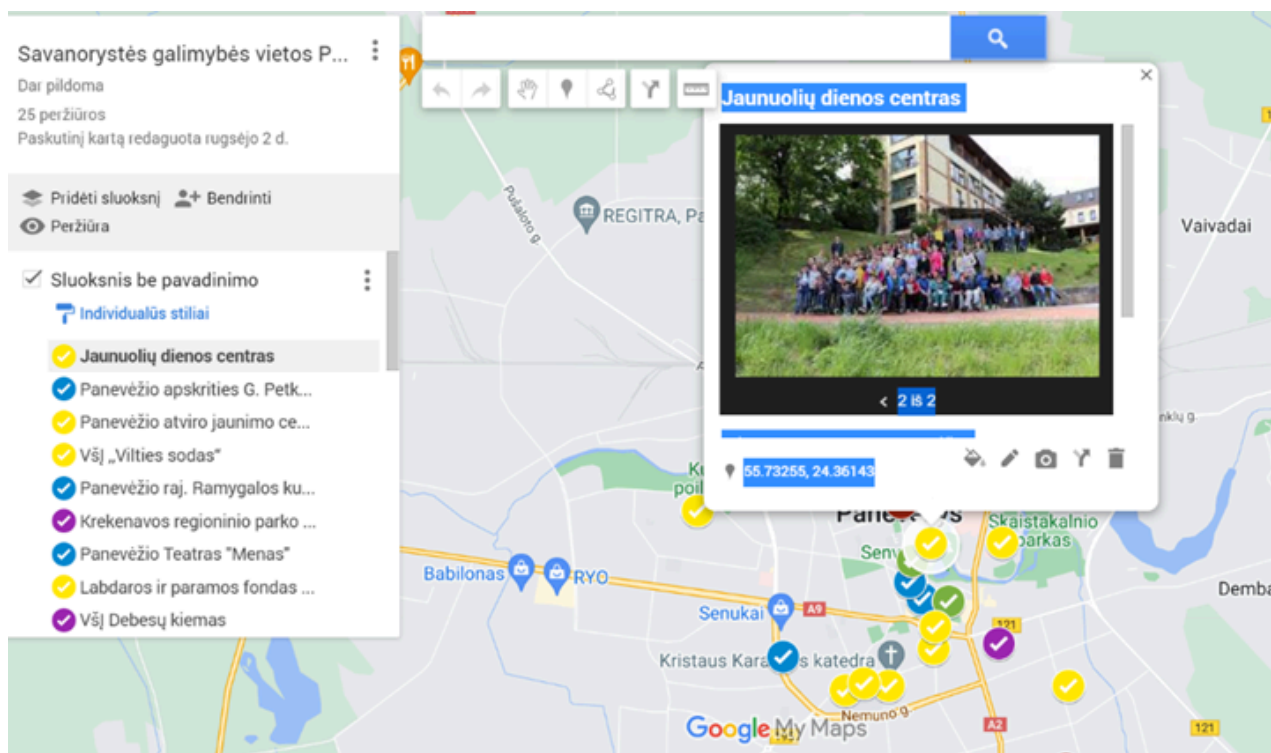 Savanorystės galimybės vietos P...
Dar pildoma
25 peržiūros
Paskutinį kartą redaguota rugsėjo 2 d.
Pridėti sluoksnį
Bendrinti
Peržiūra
Sluoksnis be pavadinimo
Individualūs stiliai
Jaunuolių dienos centras
Panevėžio apskrities G. Petk...
Panevėžio atviro jaunimo ce...
VšĮ „Vilties sodas”
Panevėžio raj. Ramygalos ku...
Krekenavos regioninio parko ...
Panevėžio Teatras "Menas"
Labdaros ir paramos fondas ...
VšĮ Debesų kiemas
Jaunuolių dienos centras
2 iš 2
55.73255, 24.36143
Pušaloto g.
REGITRA, Pa
Vaivadai
Skaistakalnio
parkas
Babilonas
RYO
Senukai
A9
121
Kristaus Kara s katedra
Nemuno g.
A2
121
Demba
Google My Maps